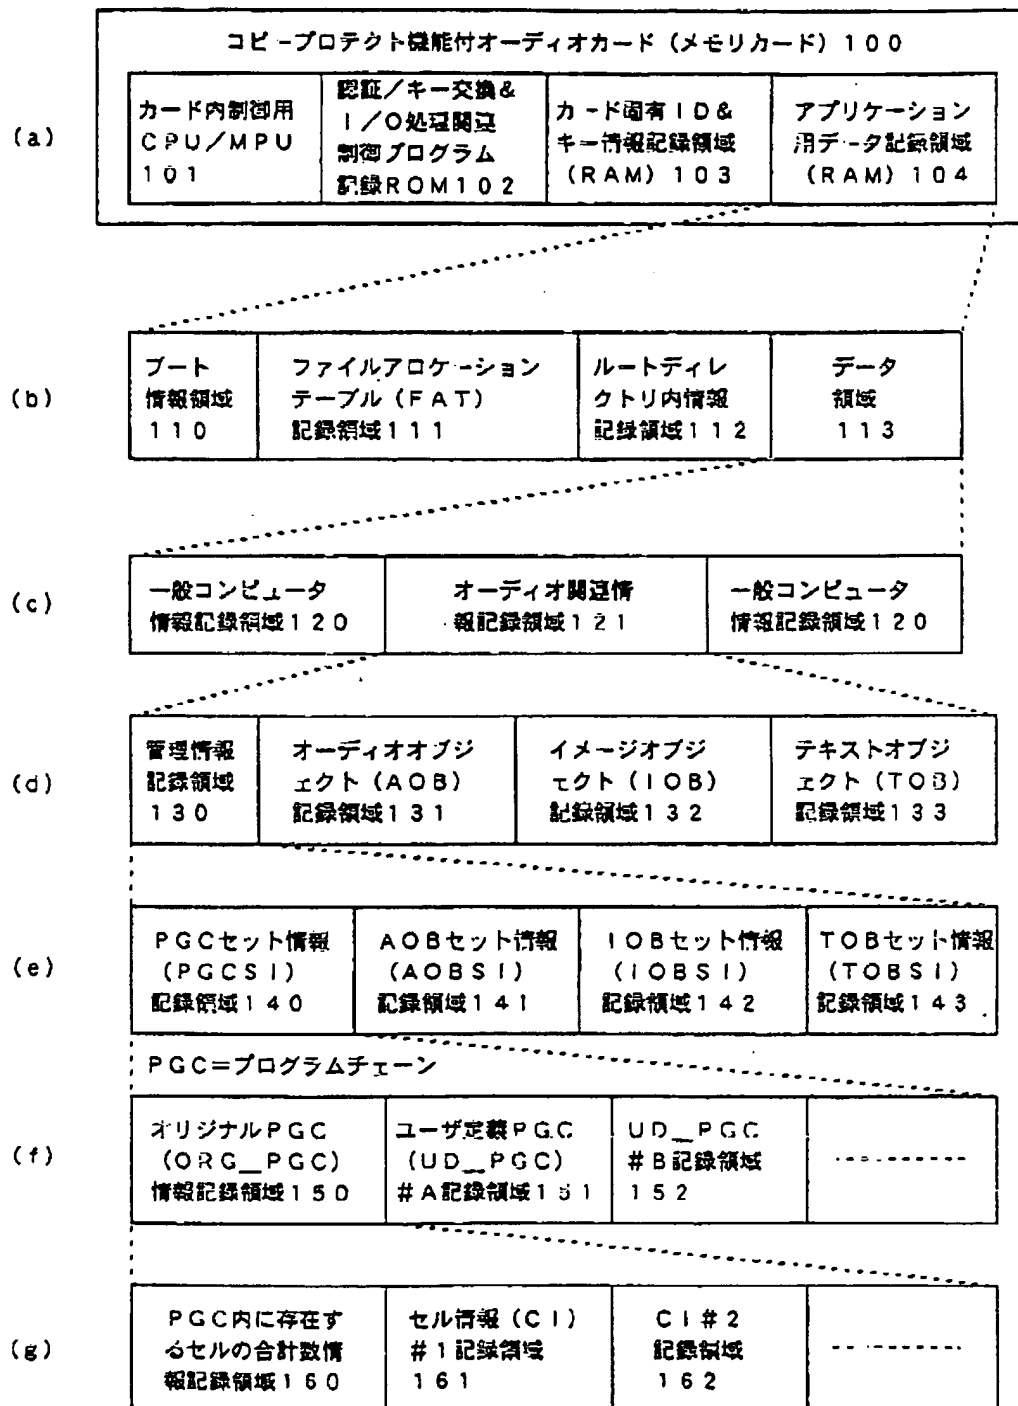 コピープロテクト機能付オーディオカード(メモリカード)100
(a)
カード内制御用
CPU/MPU
101
認証/キー交換&
I/O処理関連
制御プログラム
記録ROM102
カード固有ID&
キー情報記録領域
(RAM)103
アプリケーション
用データ記録領域
(RAM)104
(b)
ブート
情報領域
110
ファイルアロケーション
テーブル(FAT)
記録領域111
ルートディレ
クトリ内情報
記録領域112
データ
領域
113
(c)
一般コンピュータ
情報記録領域120
オーディオ関連情
報記録領域121
一般コンピュータ
情報記録領域120
(d)
管理情報
記録領域
130
オーディオオブジ
ェクト(AOB)
記録領域131
イメージオブジ
ェクト(IOB)
記録領域132
テキストオブジ
ェクト(TOB)
記録領域133
(e)
PGCセット情報
(PGCSI)
記録領域140
AOBセット情報
(AOBSI)
記録領域141
IOBセット情報
(IOBSI)
記録領域142
TOBセット情報
(TOBSI)
記録領域143
PGC=プログラムチェーン
(f)
オリジナルPGC
(ORG_PGC)
情報記録領域150
ユーザ定義PGC
(UD_PGC)
#A記録領域151
UD_PGC
#B記録領域
152
(g)
PGC内に存在す
るセルの合計数情
報記録領域160
セル情報(CI)
#1記録領域
161
CI#2
記録領域
162